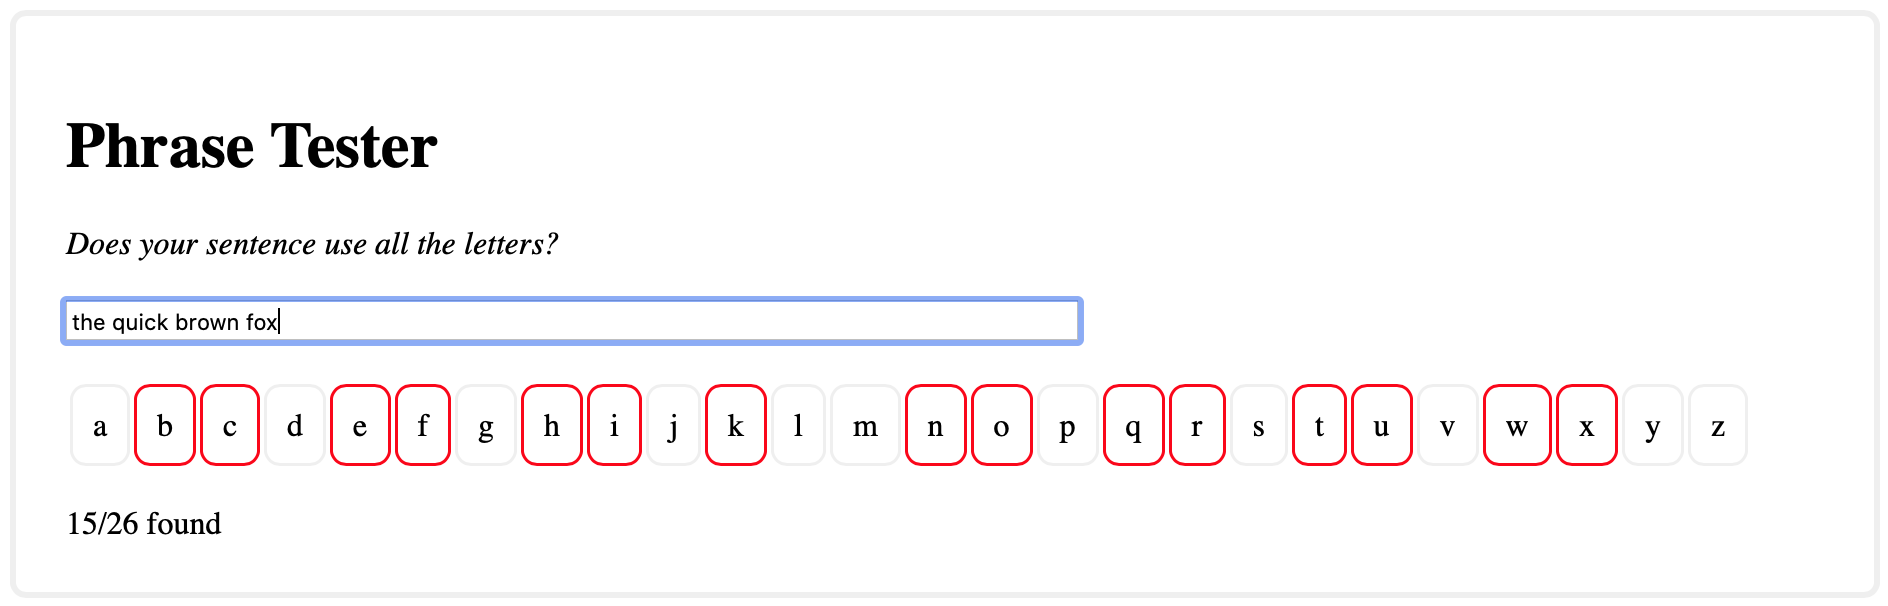 Phrase Tester
Does your sentence use all the letters?
the quick brown fox
a b c d e f g h i j k l m n o p q r s t u v w x y z
15/26 found